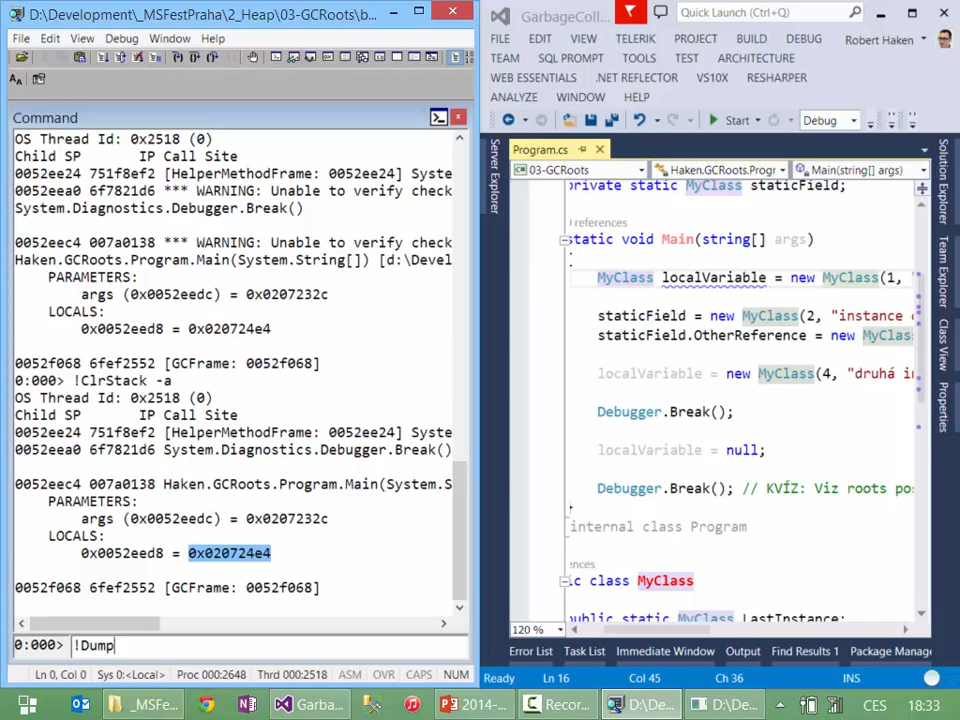 D:\Development\_MSFestPraha\2_Heap\03-GCRoots\b...
File Edit View Debug Window Help
Command
OS Thread Id: 0x2518 (0)
Child SP IP Call Site
0052ee24 751f8ef2 [HelperMethodFrame: 0052ee24] Syste
0052eea0 6f7821d6 *** WARNING: Unable to verify check
System.Diagnostics.Debugger.Break()
0052eec4 007a0138 *** WARNING: Unable to verify check
Haken.GCRoots.Program.Main(System.String[]) [d:\Devel
PARAMETERS:
args (0x0052eedc) = 0x0207232c
LOCALS:
0x0052eed8 = 0x020724e4
0052f068 6fef2552 [GCFrame: 0052f068]
0:000> !ClrStack -a
OS Thread Id: 0x2518 (0)
Child SP IP Call Site
0052ee24 751f8ef2 [HelperMethodFrame: 0052ee24] Syste
0052eea0 6f7821d6 System.Diagnostics.Debugger.Break()
0052eec4 007a0138 Haken.GCRoots.Program.Main(System.S
PARAMETERS:
args (0x0052eedc) = 0x0207232c
LOCALS:
0x0052eed8 = 0x020724e4
0052f068 6fef2552 [GCFrame: 0052f068]
0:000> !Dump
Ln 0, Col 0 Sys 0:<Local> Proc 000:2648 Thrd 000:2518 ASM OVR CAPS NUM
GarbageColl...
Quick Launch (Ctrl+Q)
FILE EDIT VIEW TELERIK PROJECT BUILD DEBUG Robert Haken
TEAM SQL PROMPT TOOLS TEST ARCHITECTURE
WEB ESSENTIALS .NET REFLECTOR VS10X RESHARPER
ANALYZE WINDOW HELP
Start Debug
Server Explorer
Program.cs
03-GCRoots Haken.GCRoots.Progr Main(string[] args)
private static MyClass staticField;
references
static void Main(string[] args)
MyClass localVariable = new MyClass(1, "
staticField = new MyClass(2, "instance
staticField.OtherReference = new MyClas
localVariable = new MyClass(4, "druhá i
Debugger.Break();
localVariable = null;
Debugger.Break(); // KVÍZ: Viz roots po
internal class Program
nces
ic class MyClass
public static MyClass LastInstance;
120 %
Solution Explorer
Team Explorer
Class View
Properties
Error List Task List Immediate Window Output Find Results 1 Package Manage
Ready Ln 16 Col 45 Ch 36 INS
_MSFe... Garba... 2014-... Recor... D:\De... D:\De... CES 18:33